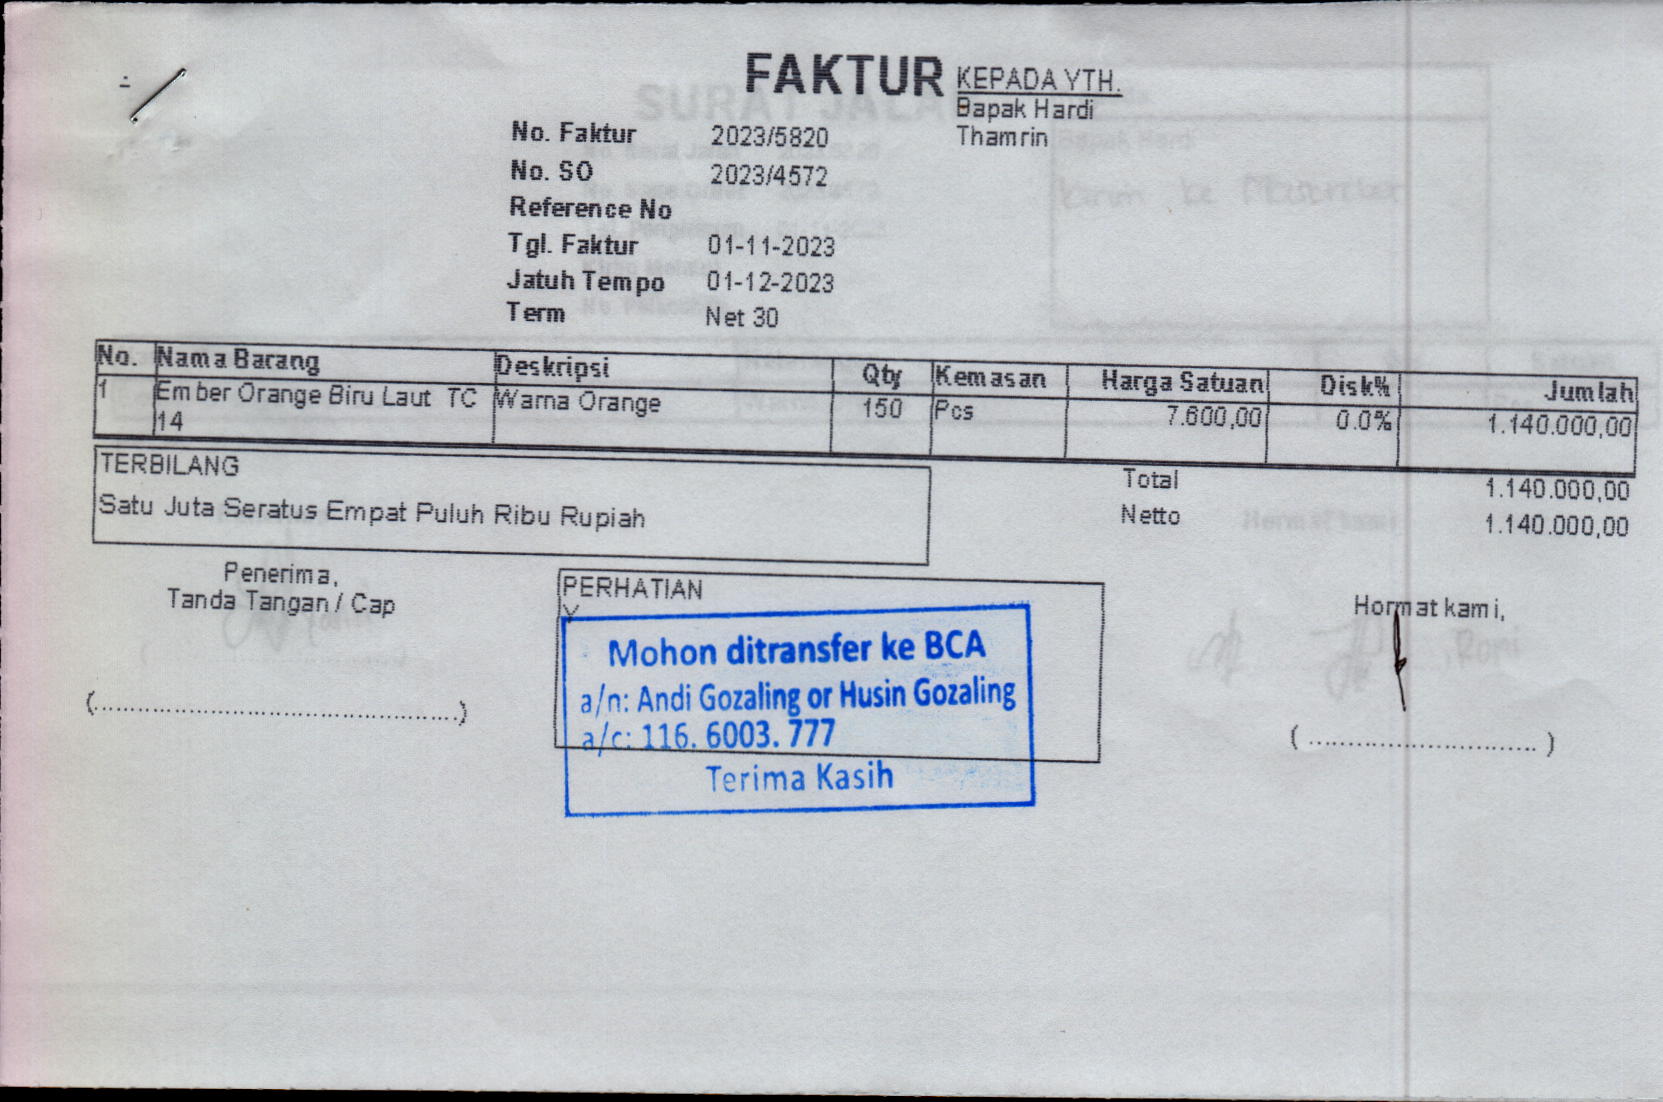 FAKTUR
KEPADA YTH.
Bapak Hardi
Thamrin
No. Faktur 2023/5820
No. SO 2023/4572
Reference No
Tgl. Faktur 01-11-2023
Jatuh Tempo 01-12-2023
Term Net 30
No. Nama Barang Deskripsi Qty Kemasan Harga Satuan Disk% Jumlah
1 Ember Orange Biru Laut TC Warna Orange 150 Pcs 7.600,00 0.0% 1.140.000,00
14
TERBILANG
Satu Juta Seratus Empat Puluh Ribu Rupiah
Total 1.140.000,00
Netto 1.140.000,00
Penerima,
Tanda Tangan / Cap
(...............................................)
PERHATIAN
Mohon ditransfer ke BCA
a/n: Andi Gozaling or Husin Gozaling
a/c: 116. 6003. 777
Terima Kasih
Hormat kami,
( ............................. )